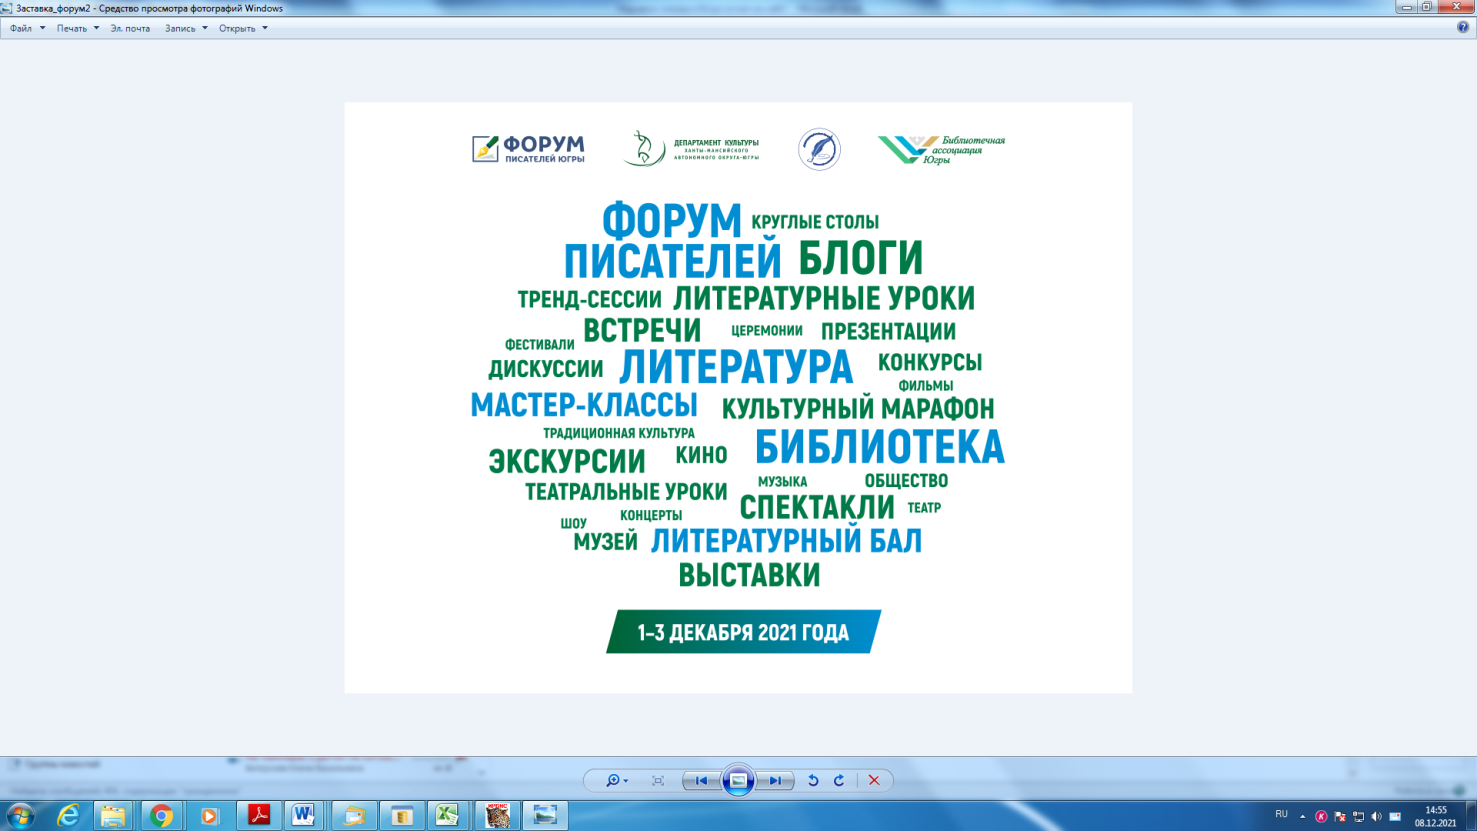 Заставка_форум2 - Средство просмотра фотографий Windows
Файл Печать Эл. почта Запись Открыть
ФОРУМ
ПИСАТЕЛЕЙ ЮГРЫ
ДЕПАРТАМЕНТ КУЛЬТУРЫ
ХАНТЫ-МАНСИЙСКОГО
АВТОНОМНОГО ОКРУГА-ЮГРЫ
Библиотечная
ассоциация
Югры
ФОРУМ КРУГЛЫЕ СТОЛЫ
ПИСАТЕЛЕЙ БЛОГИ
ТРЕНД-СЕССИИ ЛИТЕРАТУРНЫЕ УРОКИ
ВСТРЕЧИ ЦЕРЕМОНИИ ПРЕЗЕНТАЦИИ
ФЕСТИВАЛИ
ДИСКУССИИ ЛИТЕРАТУРА КОНКУРСЫ
ФИЛЬМЫ
МАСТЕР-КЛАССЫ КУЛЬТУРНЫЙ МАРАФОН
ТРАДИЦИОННАЯ КУЛЬТУРА
ЭКСКУРСИИ КИНО БИБЛИОТЕКА
МУЗЫКА ОБЩЕСТВО
ТЕАТРАЛЬНЫЕ УРОКИ СПЕКТАКЛИ ТЕАТР
ШОУ КОНЦЕРТЫ
МУЗЕЙ ЛИТЕРАТУРНЫЙ БАЛ
ВЫСТАВКИ
1–3 ДЕКАБРЯ 2021 ГОДА
RU
14:55
08.12.2021